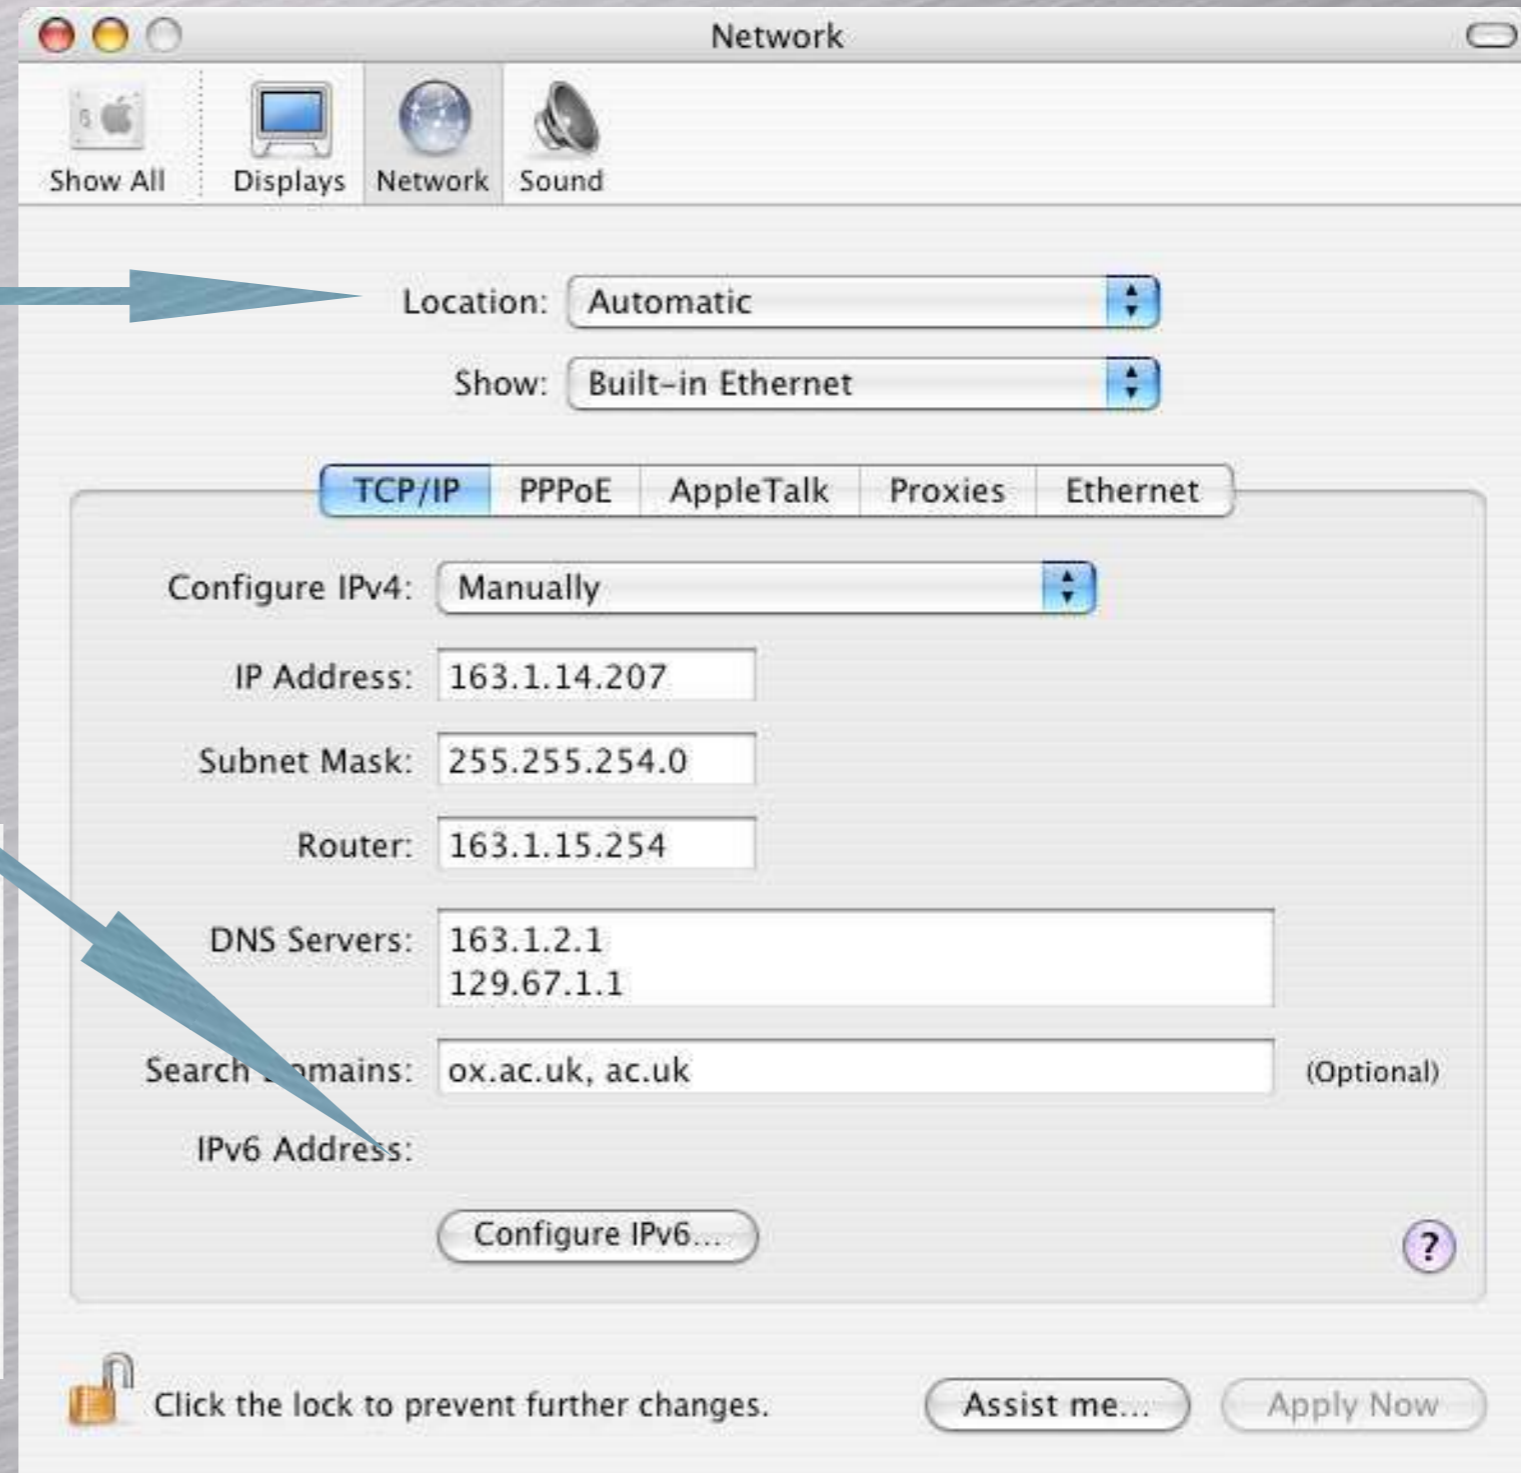 Network
Show All Displays Network Sound
Location: Automatic
Show: Built-in Ethernet
TCP/IP PPPoE AppleTalk Proxies Ethernet
Configure IPv4: Manually
IP Address: 163.1.14.207
Subnet Mask: 255.255.254.0
Router: 163.1.15.254
DNS Servers: 163.1.2.1
129.67.1.1
Search Domains: ox.ac.uk, ac.uk (Optional)
IPv6 Address:
Configure IPv6...
?
Click the lock to prevent further changes. Assist me... Apply Now